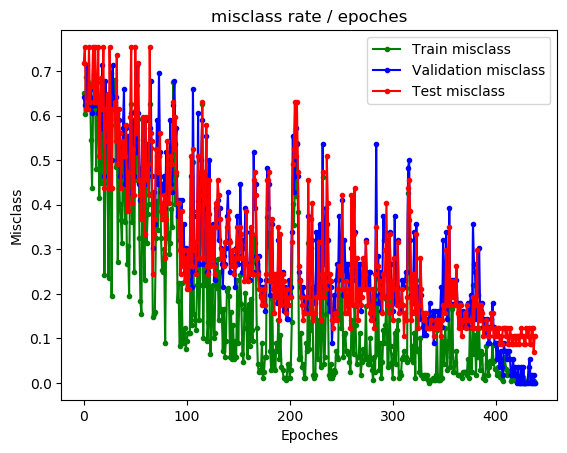 misclass rate / epoches
Train misclass
Validation misclass
Test misclass
Misclass
0.7
0.6
0.5
0.4
0.3
0.2
0.1
0.0
0 100 200 300 400
Epoches